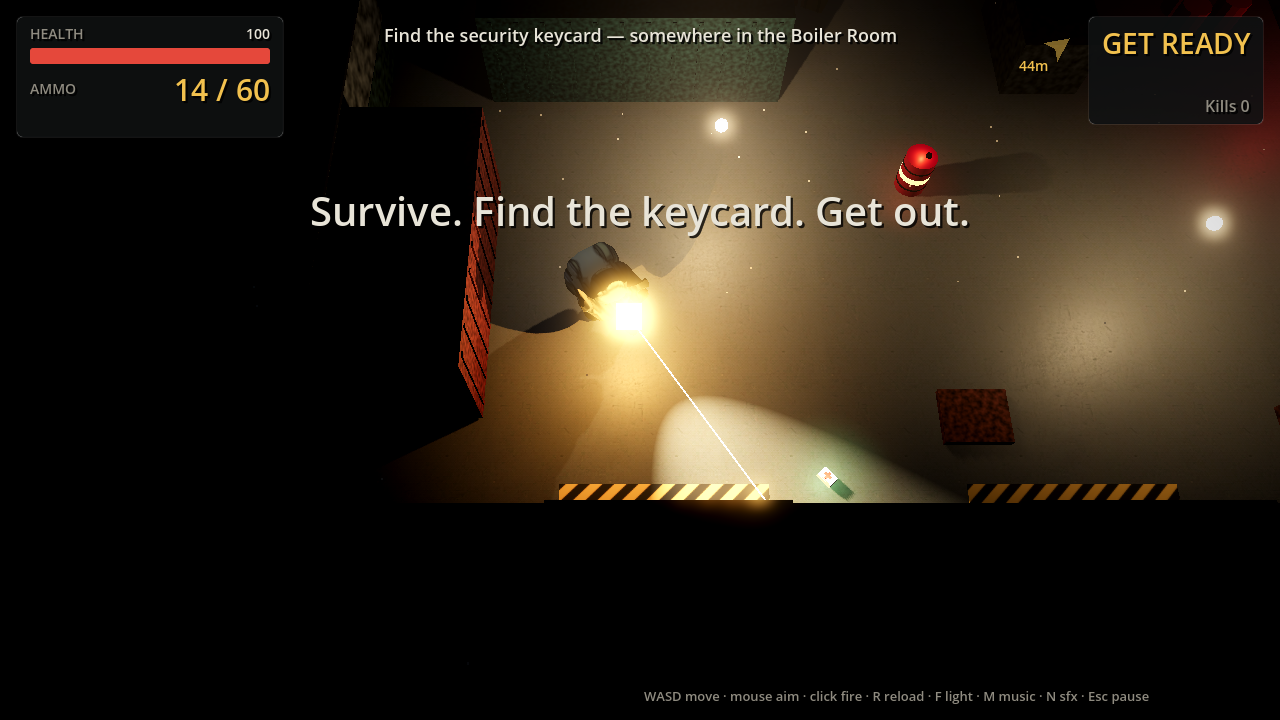 HEALTH 100
AMMO 14 / 60
Find the security keycard — somewhere in the Boiler Room
44m
GET READY
Kills 0
Survive. Find the keycard. Get out.
WASD move · mouse aim · click fire · R reload · F light · M music · N sfx · Esc pause